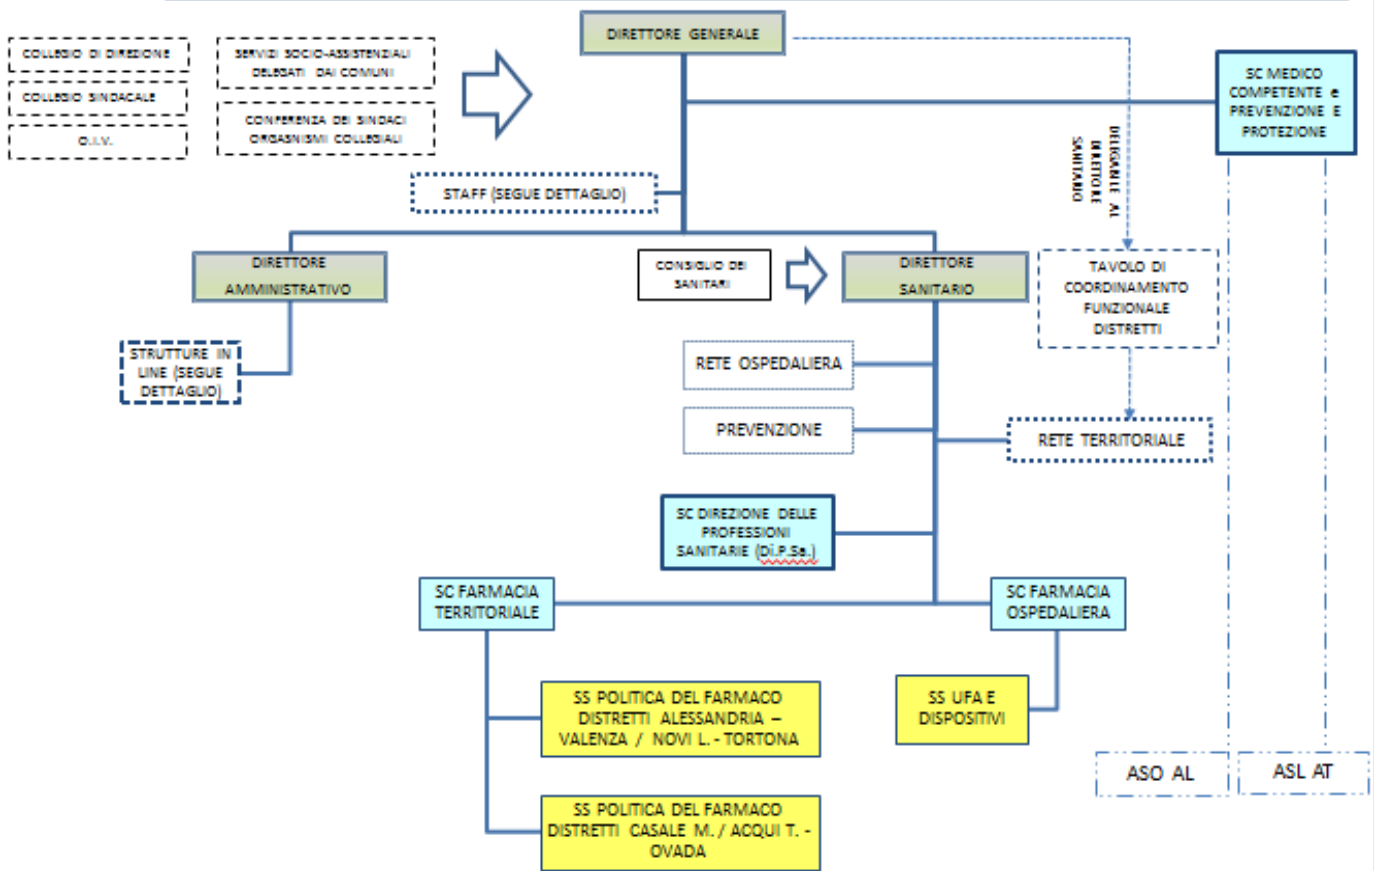 DIRETTORE GENERALE
COLLEGIO DI DIREZIONE
COLLEGIO SINDACALE
O.I.V.
SERVIZI SOCIO-ASSISTENZIALI
DELEGATI DAI COMUNI
CONFERENZA DEI SINDACI
ORGASNISMI COLLEGIALI
SC MEDICO
COMPETENTE e
PREVENZIONE E
PROTEZIONE
DELEGABILE AL
DIRETTORE
SANITARIO
STAFF (SEGUE DETTAGLIO)
DIRETTORE
AMMINISTRATIVO
CONSIGLIO DEI
SANITARI
DIRETTORE
SANITARIO
TAVOLO DI
COORDINAMENTO
FUNZIONALE
DISTRETTI
STRUTTURE IN
LINE (SEGUE
DETTAGLIO)
RETE OSPEDALIERA
PREVENZIONE
RETE TERRITORIALE
SC DIREZIONE DELLE
PROFESSIONI
SANITARIE (Di.P.Sa.)
SC FARMACIA
TERRITORIALE
SC FARMACIA
OSPEDALIERA
SS POLITICA DEL FARMACO
DISTRETTI ALESSANDRIA –
VALENZA / NOVI L. - TORTONA
SS UFA E
DISPOSITIVI
ASO AL
ASL AT
SS POLITICA DEL FARMACO
DISTRETTI CASALE M. / ACQUI T. -
OVADA